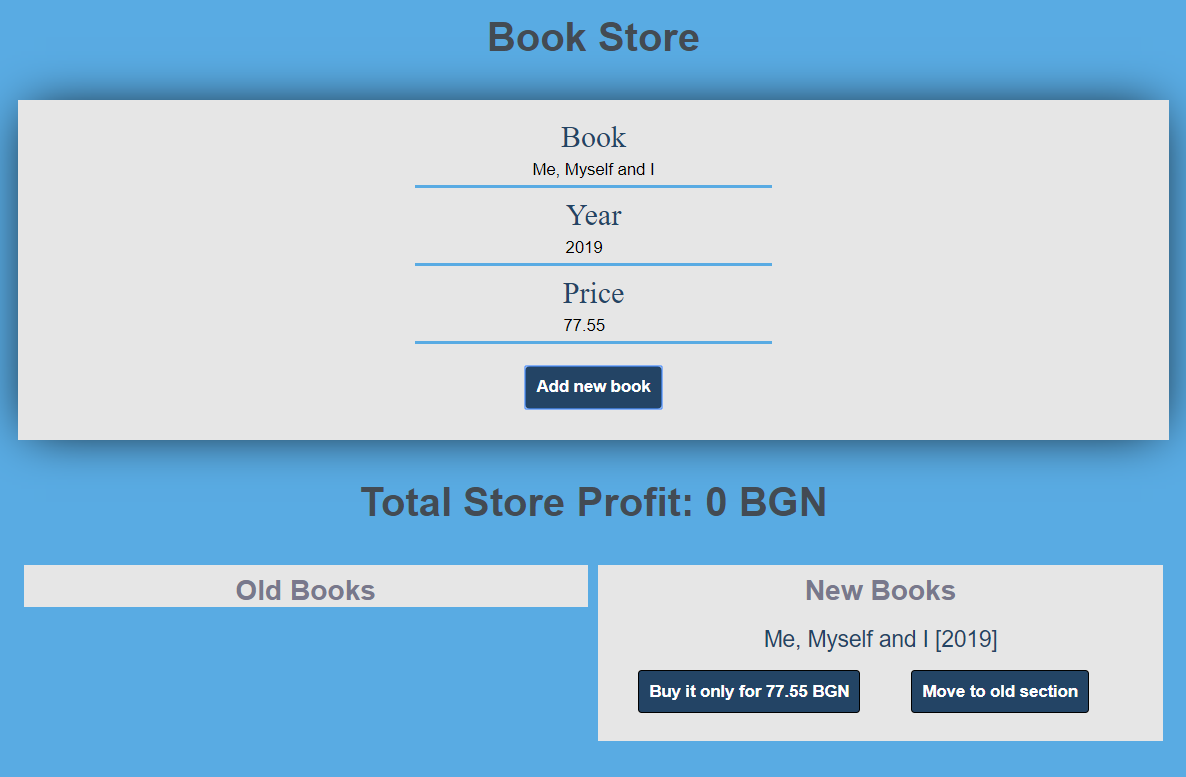 Book Store
Book
Me, Myself and I
Year
2019
Price
77.55
Add new book
Total Store Profit: 0 BGN
Old Books
New Books
Me, Myself and I [2019]
Buy it only for 77.55 BGN
Move to old section